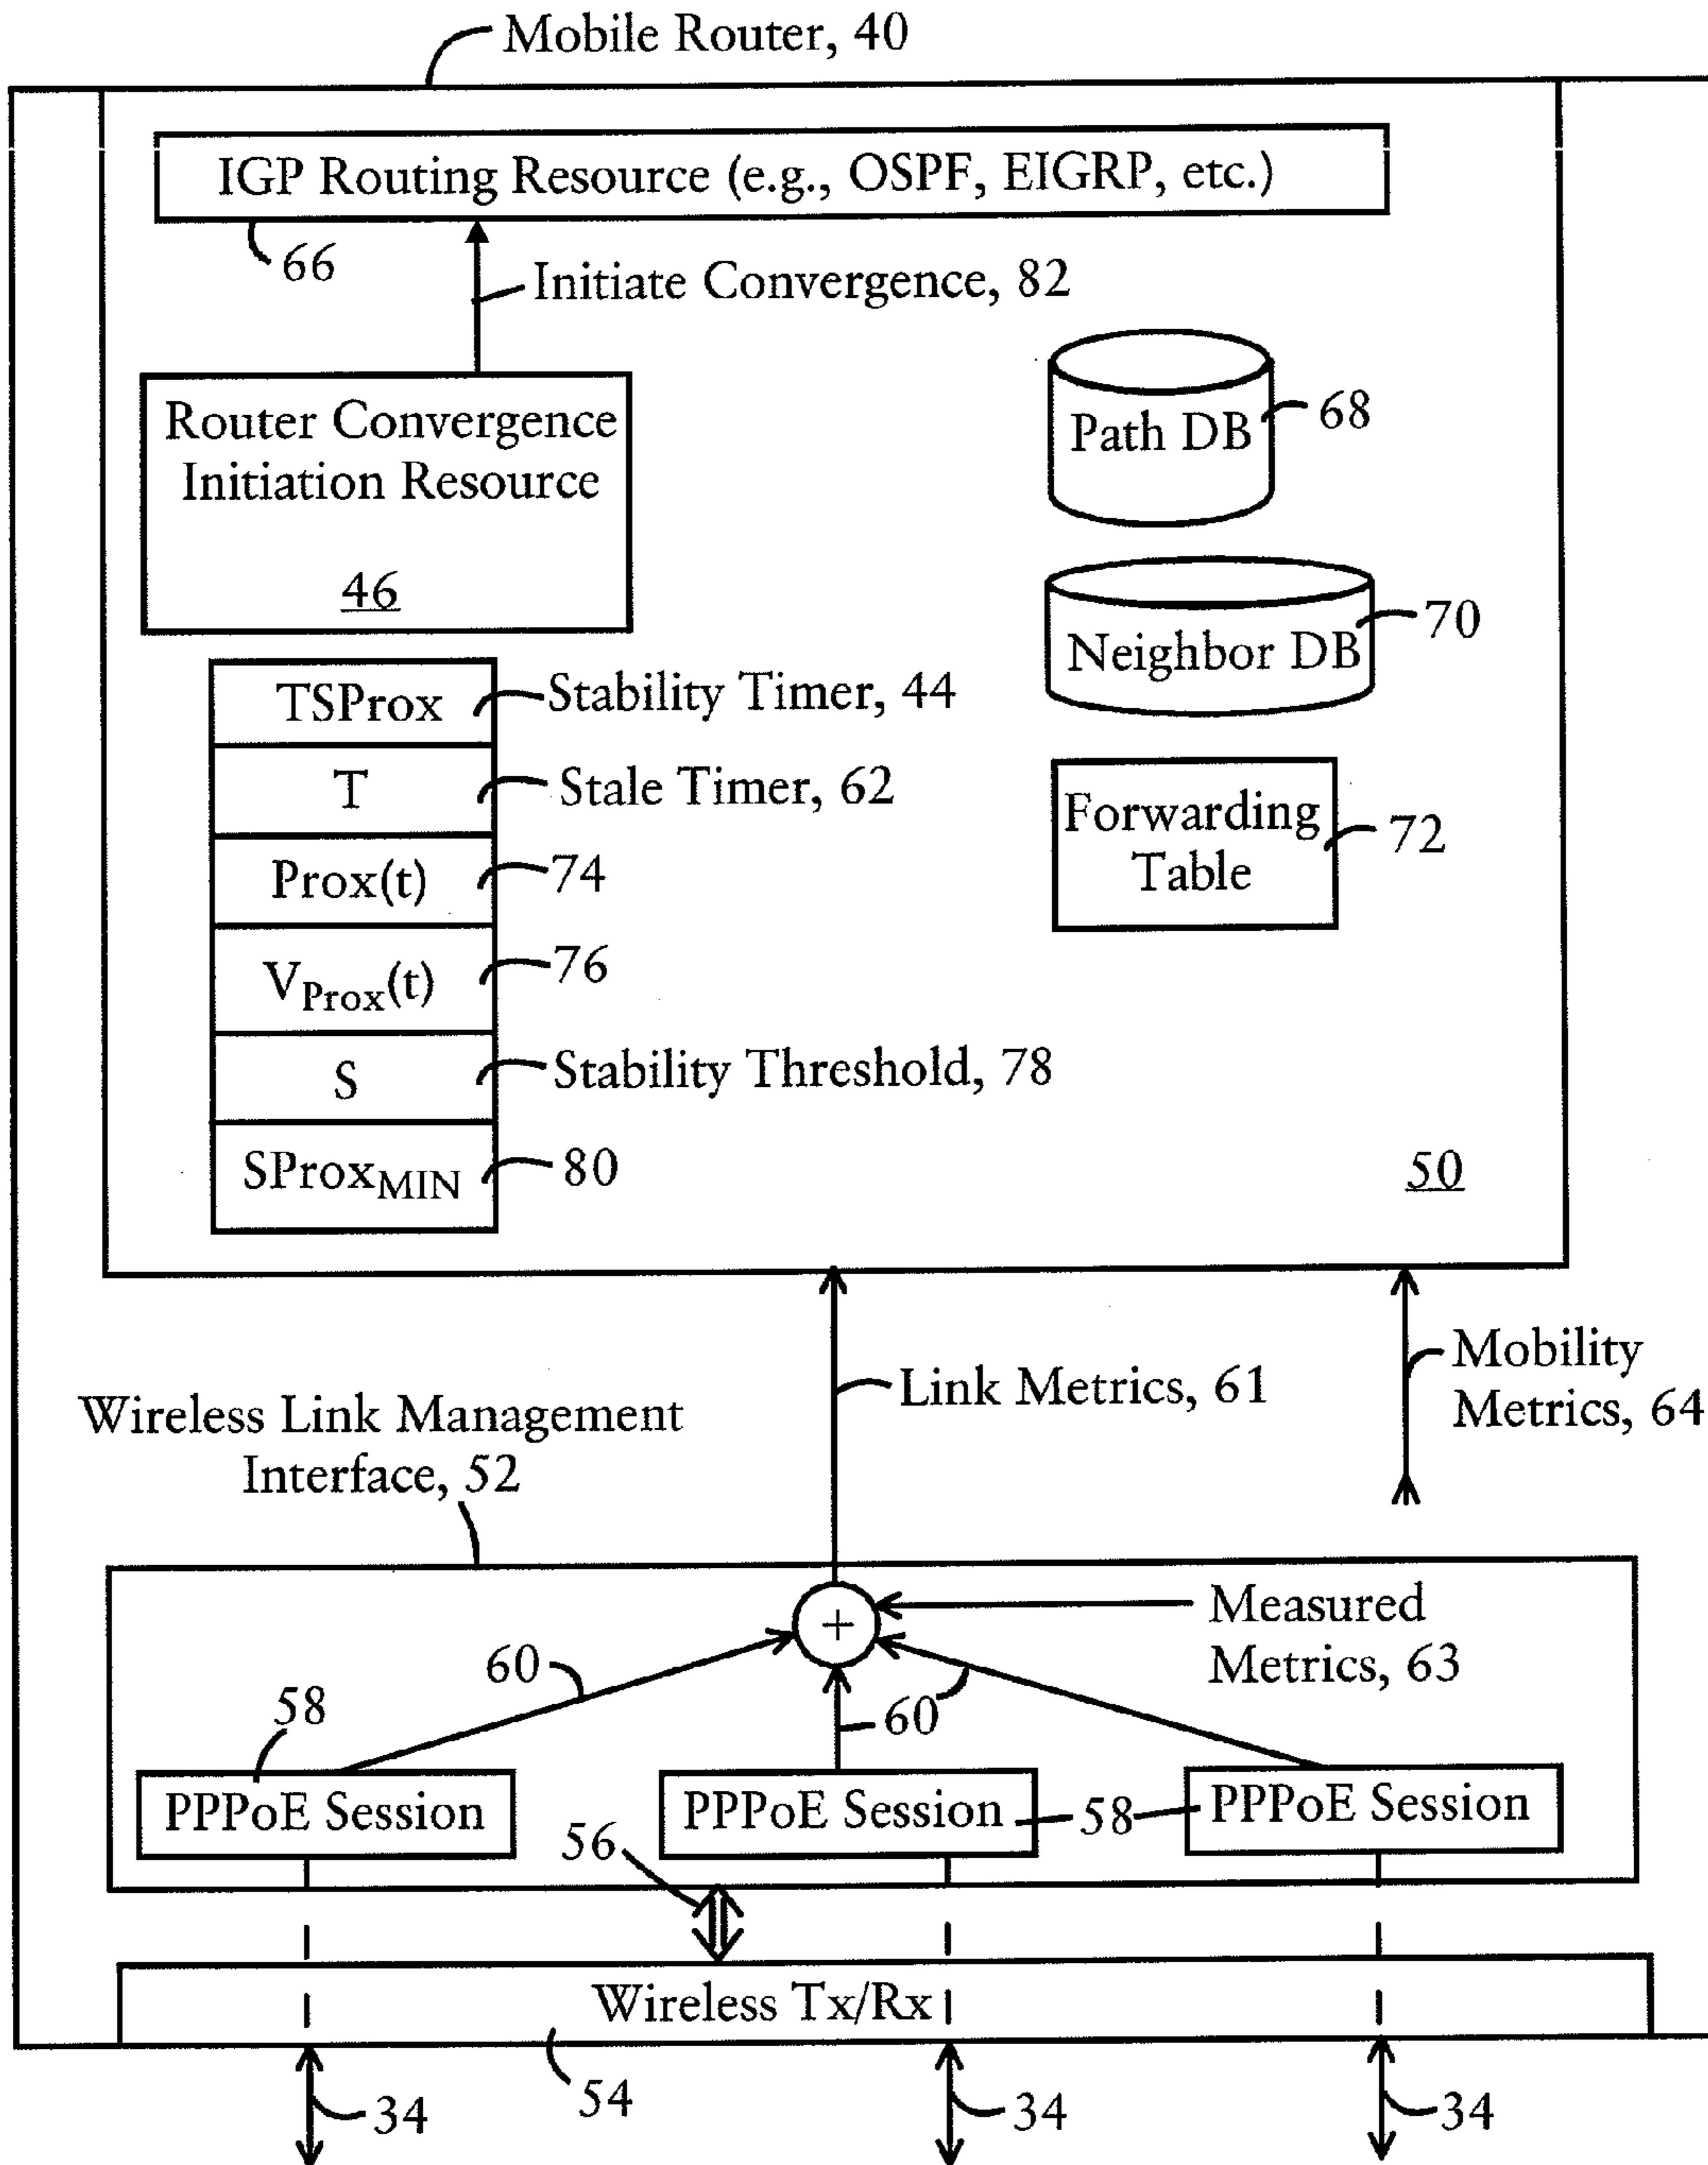 Mobile Router, 40
IGP Routing Resource (e.g., OSPF, EIGRP, etc.)
66
Initiate Convergence, 82
Router Convergence
Initiation Resource
46
Path DB
68
Neighbor DB
70
TSProx
Stability Timer, 44
T
Stale Timer, 62
Forwarding
Table
72
Prox(t)
74
VProx(t)
76
S
Stability Threshold, 78
SProxMIN
80
50
Link Metrics, 61
Mobility
Metrics, 64
Wireless Link Management
Interface, 52
+
Measured
Metrics, 63
60
60
58
PPPoE Session
PPPoE Session
58
PPPoE Session
56
Wireless Tx/Rx
54
34
34
34